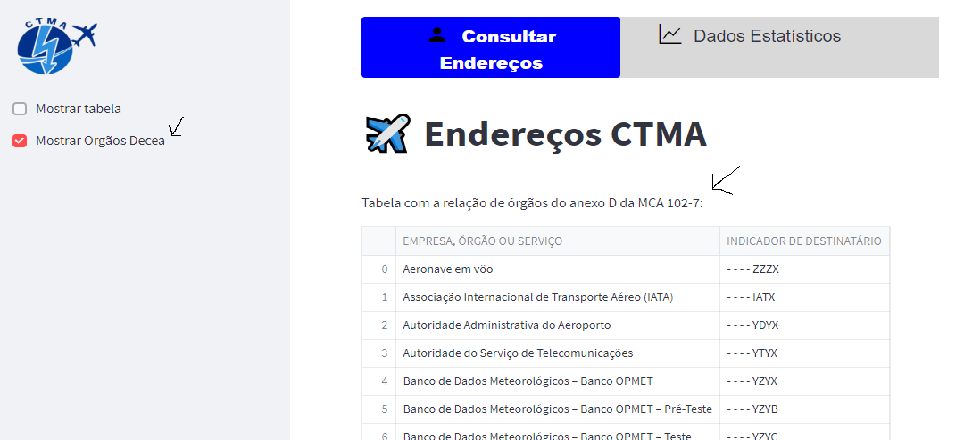 CTMA
Mostrar tabela
Mostrar Orgãos Decea
Consultar
Endereços
Dados Estatisticos
Endereços CTMA
Tabela com a relação de órgãos do anexo D da MCA 102-7:
EMPRESA, ÓRGÃO OU SERVIÇO INDICADOR DE DESTINATÁRIO
0 Aeronave em vôo - - - - ZZZX
1 Associação Internacional de Transporte Aéreo (IATA) - - - - IATX
2 Autoridade Administrativa do Aeroporto - - - - YDYX
3 Autoridade do Serviço de Telecomunicações - - - - YTYX
4 Banco de Dados Meteorológicos – Banco OPMET - - - - YZYX
5 Banco de Dados Meteorológicos – Banco OPMET – Pré-Teste - - - - YZYB
6 Banco de Dados Meteorológicos – Banco OPMET – Teste - - - - YZYC